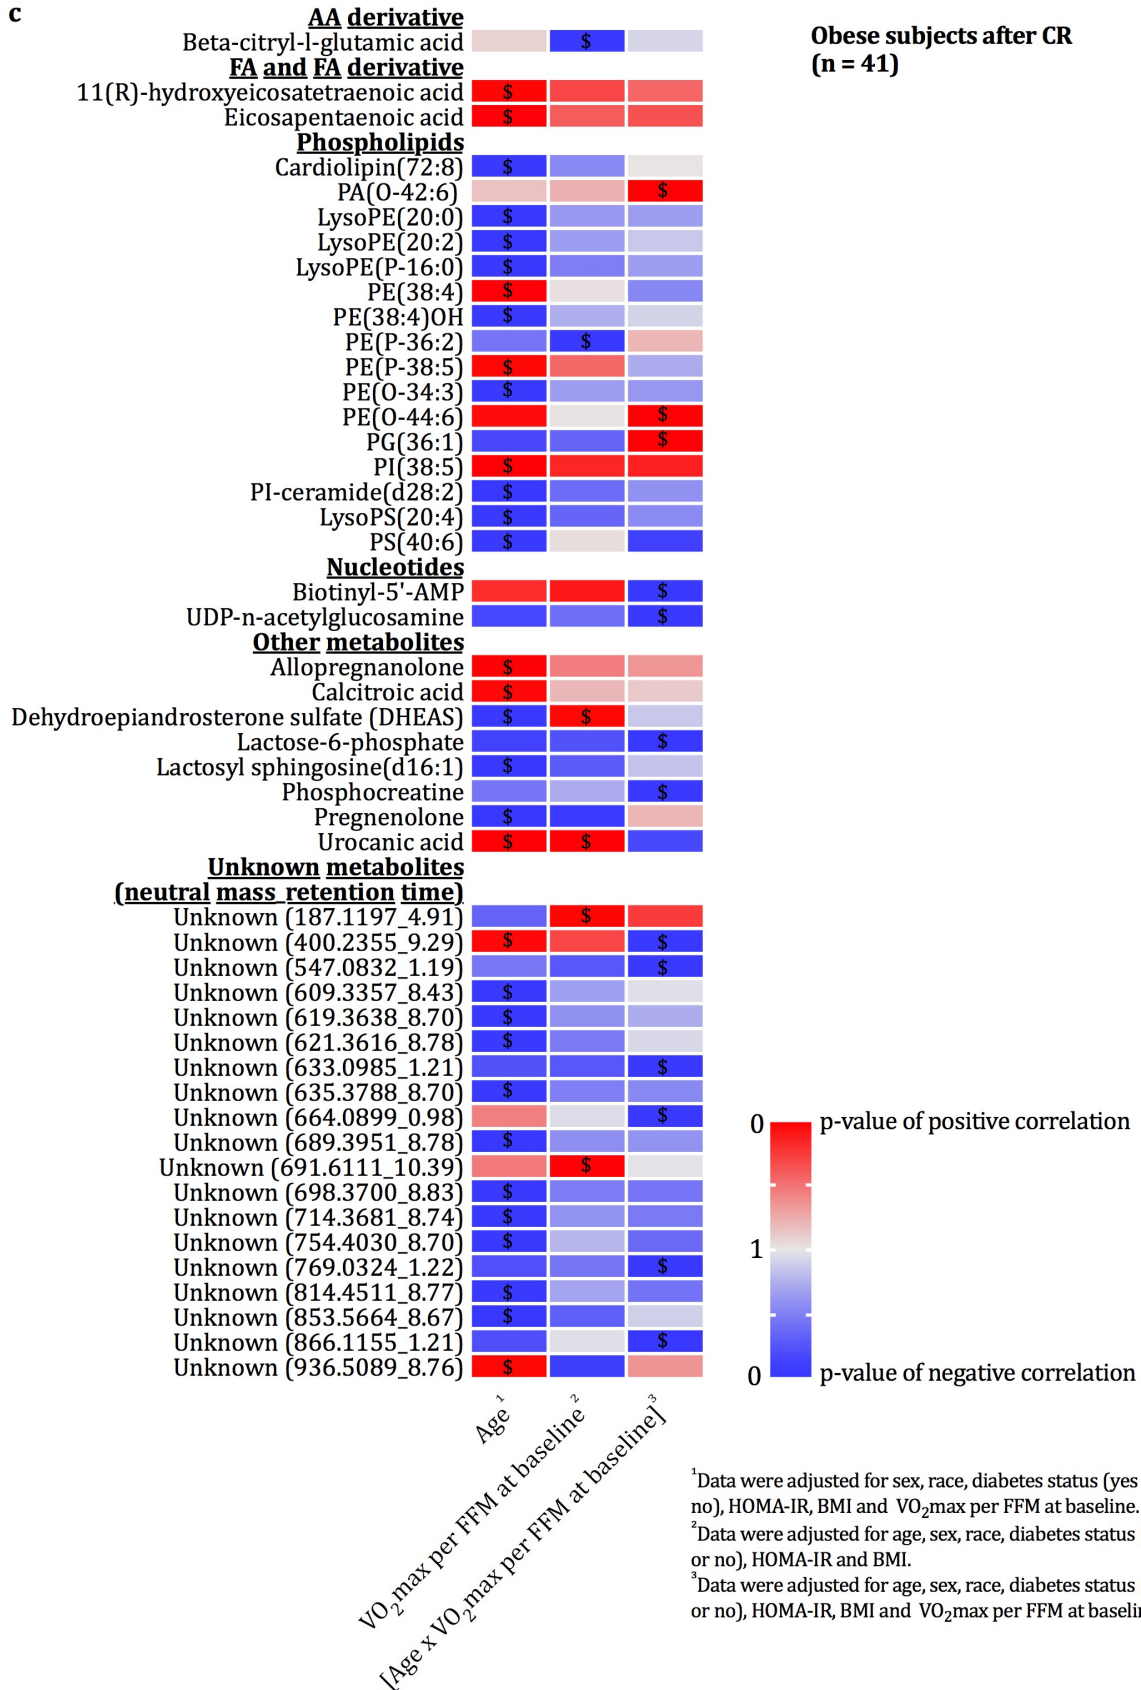 c
Obese subjects after CR
(n = 41)
AA derivative
Beta-citryl-l-glutamic acid $
FA and FA derivative
11(R)-hydroxyeicosatetraenoic acid $
Eicosapentaenoic acid $
Phospholipids
Cardiolipin(72:8) $
PA(O-42:6) $
LysoPE(20:0) $
LysoPE(20:2) $
LysoPE(P-16:0) $
PE(38:4) $
PE(38:4)OH $
PE(P-36:2) $
PE(P-38:5) $
PE(O-34:3) $
PE(O-44:6) $
PG(36:1) $
PI(38:5) $
PI-ceramide(d28:2) $
LysoPS(20:4) $
PS(40:6) $
Nucleotides
Biotinyl-5'-AMP $
UDP-n-acetylglucosamine $
Other metabolites
Allopregnanolone $
Calcitroic acid $
Dehydroepiandrosterone sulfate (DHEAS) $ $
Lactose-6-phosphate $
Lactosyl sphingosine(d16:1) $
Phosphocreatine $
Pregnenolone $
Urocanic acid $ $
Unknown metabolites
(neutral mass_retention time)
Unknown (187.1197_4.91) $
Unknown (400.2355_9.29) $ $
Unknown (547.0832_1.19) $
Unknown (609.3357_8.43) $
Unknown (619.3638_8.70) $
Unknown (621.3616_8.78) $
Unknown (633.0985_1.21) $
Unknown (635.3788_8.70) $
Unknown (664.0899_0.98) $
Unknown (689.3951_8.78) $
Unknown (691.6111_10.39) $
Unknown (698.3700_8.83) $
Unknown (714.3681_8.74) $
Unknown (754.4030_8.70) $
Unknown (769.0324_1.22) $
Unknown (814.4511_8.77) $
Unknown (853.5664_8.67) $
Unknown (866.1155_1.21) $
Unknown (936.5089_8.76) $
0 p-value of positive correlation
1
0 p-value of negative correlation
Age¹
VO₂max per FFM at baseline²
[Age x VO₂max per FFM at baseline]³
¹Data were adjusted for sex, race, diabetes status (yes
no), HOMA-IR, BMI and VO₂max per FFM at baseline.
²Data were adjusted for age, sex, race, diabetes status
or no), HOMA-IR and BMI.
³Data were adjusted for age, sex, race, diabetes status
or no), HOMA-IR, BMI and VO₂max per FFM at baseli